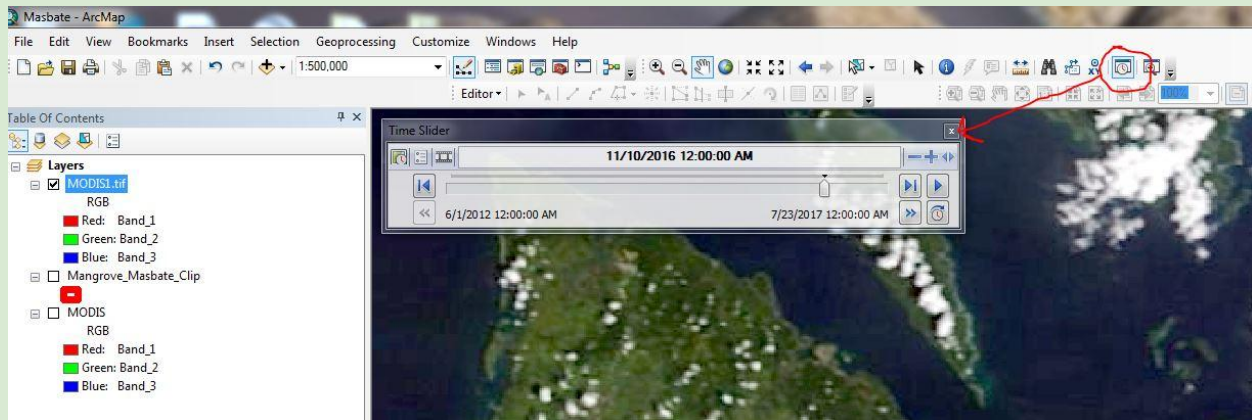 Masbate - ArcMap
File Edit View Bookmarks Insert Selection Geoprocessing Customize Windows Help
1:500,000
Editor
100%
Table Of Contents
Layers
MODIS1.tif
RGB
Red: Band_1
Green: Band_2
Blue: Band_3
Mangrove_Masbate_Clip
MODIS
RGB
Red: Band_1
Green: Band_2
Blue: Band_3
Time Slider
11/10/2016 12:00:00 AM
6/1/2012 12:00:00 AM 7/23/2017 12:00:00 AM